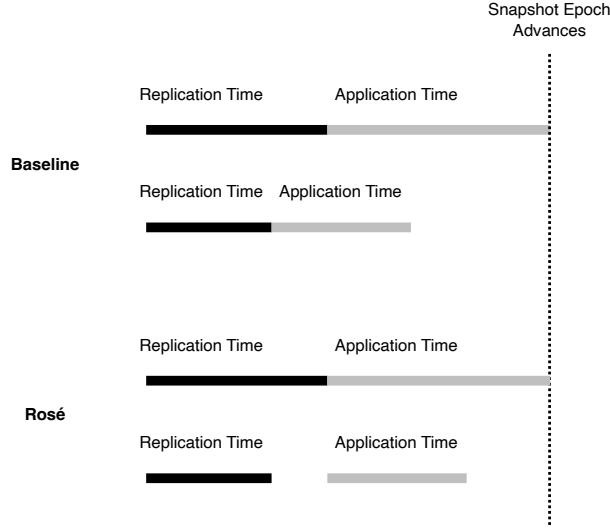 Snapshot Epoch
Advances
Replication Time Application Time
Baseline
Replication Time Application Time
Replication Time Application Time
Rosé
Replication Time Application Time